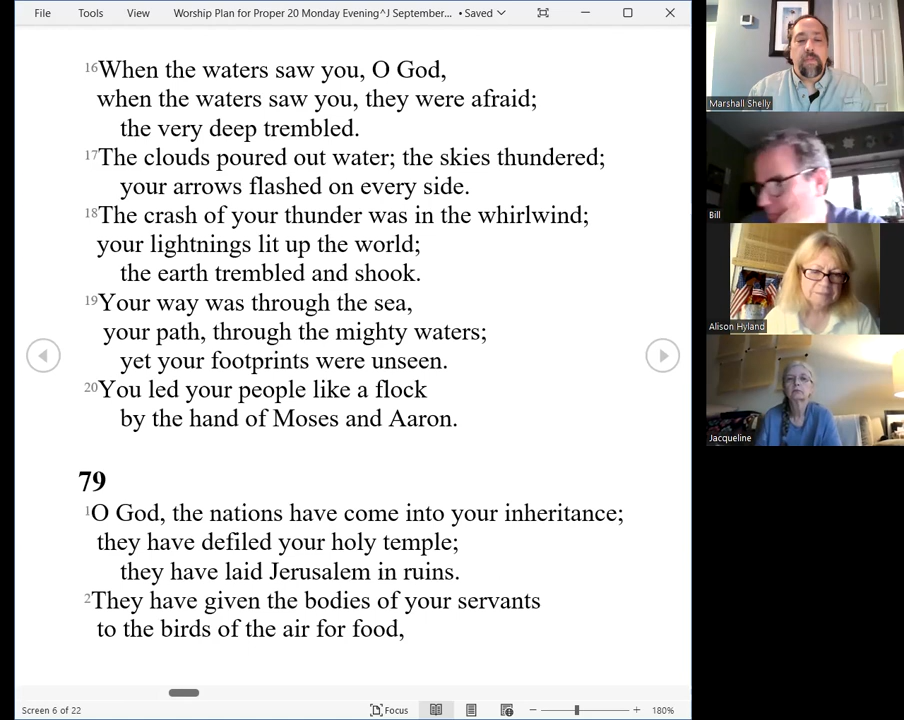 File Tools View Worship Plan for Proper 20 Monday Evening^J September... • Saved
16When the waters saw you, O God,
when the waters saw you, they were afraid;
the very deep trembled.
17The clouds poured out water; the skies thundered;
your arrows flashed on every side.
18The crash of your thunder was in the whirlwind;
your lightnings lit up the world;
the earth trembled and shook.
19Your way was through the sea,
your path, through the mighty waters;
yet your footprints were unseen.
20You led your people like a flock
by the hand of Moses and Aaron.
79
1O God, the nations have come into your inheritance;
they have defiled your holy temple;
they have laid Jerusalem in ruins.
2They have given the bodies of your servants
to the birds of the air for food,
Screen 6 of 22 Focus 180%
Marshall Shelly
Bill
Alison Hyland
Jacqueline